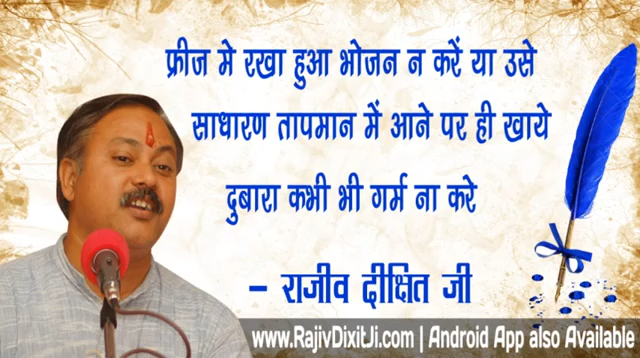 फ्रीज मे रखा हुआ भोजन न करें या उसे
साधारण तापमान में आने पर ही खाये
दुबारा कभी भी गर्म ना करे
– राजीव दीक्षित जी
www.RajivDixitJi.com | Android App also Available